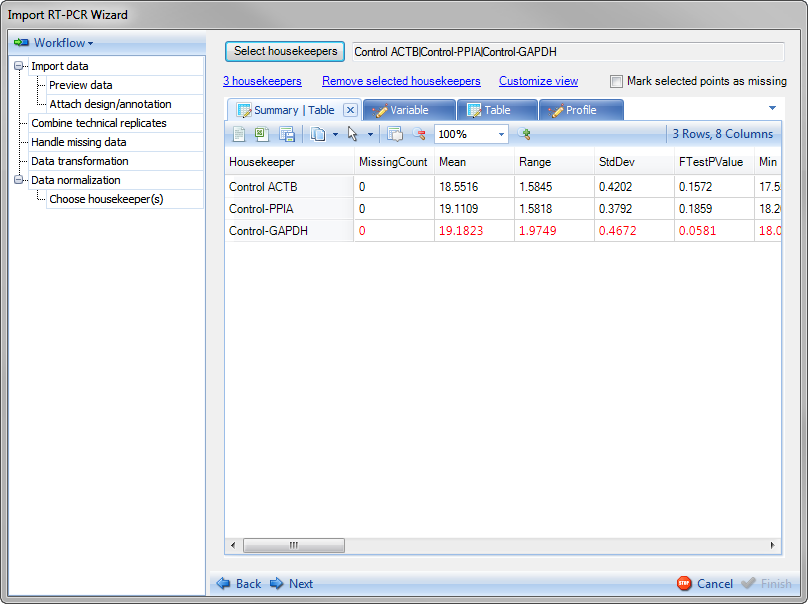 Import RT-PCR Wizard
Workflow
Import data
Preview data
Attach design/annotation
Combine technical replicates
Handle missing data
Data transformation
Data normalization
Choose housekeeper(s)
Select housekeepers Control ACTB|Control-PPIA|Control-GAPDH
3 housekeepers Remove selected housekeepers Customize view Mark selected points as missing
Summary | Table Variable Table Profile
100% 3 Rows, 8 Columns
Housekeeper MissingCount Mean Range StdDev FTestPValue Min
Control ACTB 0 18.5516 1.5845 0.4202 0.1572 17.5
Control-PPIA 0 19.1109 1.5818 0.3792 0.1859 18.2
Control-GAPDH 0 19.1823 1.9749 0.4672 0.0581 18.0
Back Next STOP Cancel Finish